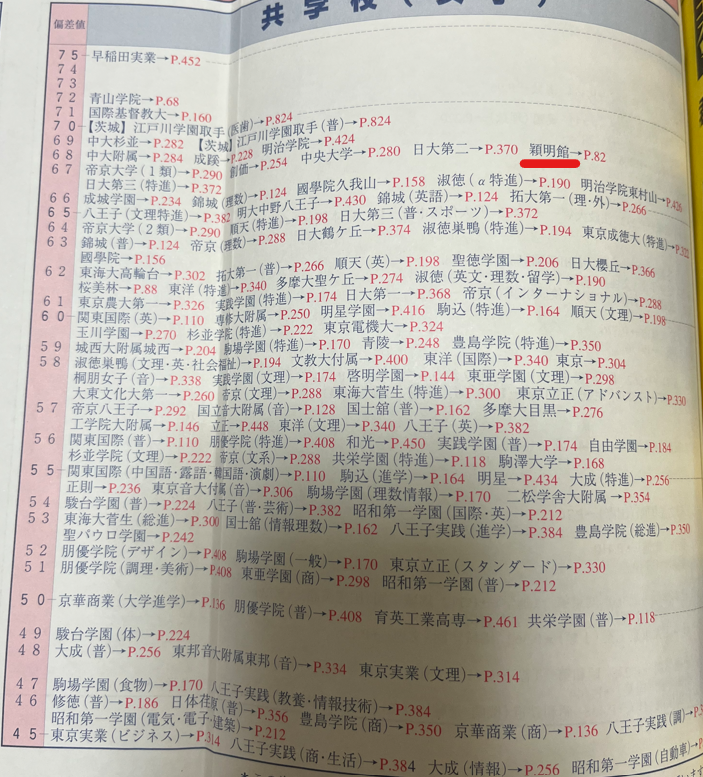 共学校(女子)
偏差値
75 早稲田実業→P.452
74
73
72 青山学院→P.68
71 国際基督教大→P.160
70 【茨城】江戸川学園取手(医歯)→P.824
69 中大杉並→P.282 【茨城】江戸川学園取手(普)→P.824
68 中大附属→P.284 成蹊→P.228 明治学院→P.424
67 帝京大学(1類)→P.290 創価→P.254 中央大学→P.280 日大第二→P.370 穎明館→P.82
日大第三(特進)→P.372
66 成城学園→P.234 錦城(理数)→P.124 國學院久我山→P.158 淑徳(α特進)→P.190 明治学院東村山→P.426
65 八王子(文理特進)→P.382 明大中野八王子→P.430 錦城(英語)→P.124 拓大第一(理・外)→P.266
64 帝京大学(2類)→P.290 順天(特進)→P.198 日大第三(普・スポーツ)→P.372
63 錦城(普)→P.124 帝京(理数)→P.288 日大鶴ケ丘→P.374 淑徳巣鴨(特進)→P.194 東京成徳大(特進)→P.322
國學院→P.156
62 東海大高輪台→P.302 拓大第一(普)→P.266 順天(英)→P.198 聖徳学園→P.206 日大櫻丘→P.366
桜美林→P.88 東洋(特進)→P.340 多摩大聖ケ丘→P.274 淑徳(英文・理数・留学)→P.190
61 東京農大第一→P.326 実践学園(特進)→P.174 日大第一→P.368 帝京(インターナショナル)→P.288
60 関東国際(英)→P.110 専修大附属→P.250 明星学園→P.416 駒込(特進)→P.164 順天(文理)→P.198
玉川学園→P.270 杉並学院(特進)→P.222 東京電機大→P.324
59 城西大附属城西→P.204 駒場学園(特進)→P.170 青稜→P.248 豊島学院(特進)→P.350
58 淑徳巣鴨(文理・英・社会福祉)→P.194 文教大付属→P.400 東洋(国際)→P.340 東京→P.304
桐朋女子(音)→P.338 実践学園(文理)→P.174 啓明学園→P.144 東亜学園(文理)→P.298
大東文化大第一→P.260 帝京(文理)→P.288 東海大菅生(特進)→P.300 東京立正(アドバンスト)→P.330
57 帝京八王子→P.292 国立音大附属(音)→P.128 国士舘(普)→P.162 多摩大目黒→P.276
工学院大附属→P.146 立正→P.448 東洋(文理)→P.340 八王子(英)→P.382
56 関東国際(普)→P.110 朋優学院(特進)→P.408 和光→P.450 実践学園(普)→P.174 自由学園→P.184
杉並学院(文理)→P.222 帝京(文系)→P.288 共栄学園(特進)→P.118 駒澤大学→P.168
55 関東国際(中国語・露語・韓国語・演劇)→P.110 駒込(進学)→P.164 明星→P.434 大成(特進)→P.256
正則→P.236 東京音大付属(音)→P.306 駒場学園(理数情報)→P.170 二松学舎大附属→P.354
54 駿台学園(普)→P.224 八王子(普・芸術)→P.382 昭和第一学園(国際・英)→P.212
53 東海大菅生(総進)→P.300 国士舘(情報理数)→P.162 八王子実践(進学)→P.384 豊島学院(総進)→P.350
聖パウロ学園→P.242
52 朋優学院(デザイン)→P.408 駒場学園(一般)→P.170 東京立正(スタンダード)→P.330
51 朋優学院(調理・美術)→P.408 東亜学園(商)→P.298 昭和第一学園(普)→P.212
50 京華商業(大学進学)→P.136 朋優学院(普)→P.408 育英工業高専→P.461 共栄学園(普)→P.118
49 駿台学園(体)→P.224
48 大成(普)→P.256 東邦音大附属東邦(音)→P.334 東京実業(文理)→P.314
47 駒場学園(食物)→P.170 八王子実践(教養・情報技術)→P.384
46 修徳(普)→P.186 日体荏原(普)→P.356 豊島学院(商)→P.350 京華商業(商)→P.136 八王子実践(調)→P.3
昭和第一学園(電気・電子・建築)→P.212
45 東京実業(ビジネス)→P.314 八王子実践(商・生活)→P.384 大成(情報)→P.256 昭和第一学園(自動車)→P.